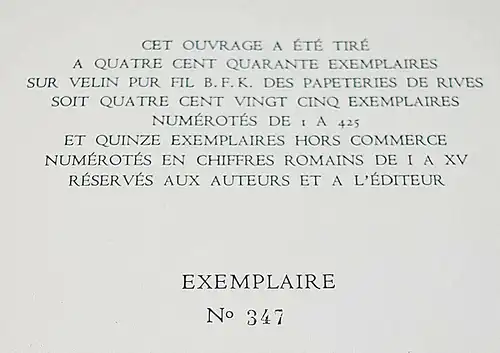 CET OUVRAGE A ÉTÉ TIRÉ
A QUATRE CENT QUARANTE EXEMPLAIRES
SUR VELIN PUR FIL B.F.K. DES PAPETERIES DE RIVES
SOIT QUATRE CENT VINGT CINQ EXEMPLAIRES
NUMÉROTÉS DE 1 A 425
ET QUINZE EXEMPLAIRES HORS COMMERCE
NUMÉROTÉS EN CHIFFRES ROMAINS DE I A XV
RÉSERVÉS AUX AUTEURS ET A L'ÉDITEUR
EXEMPLAIRE
Nº 347